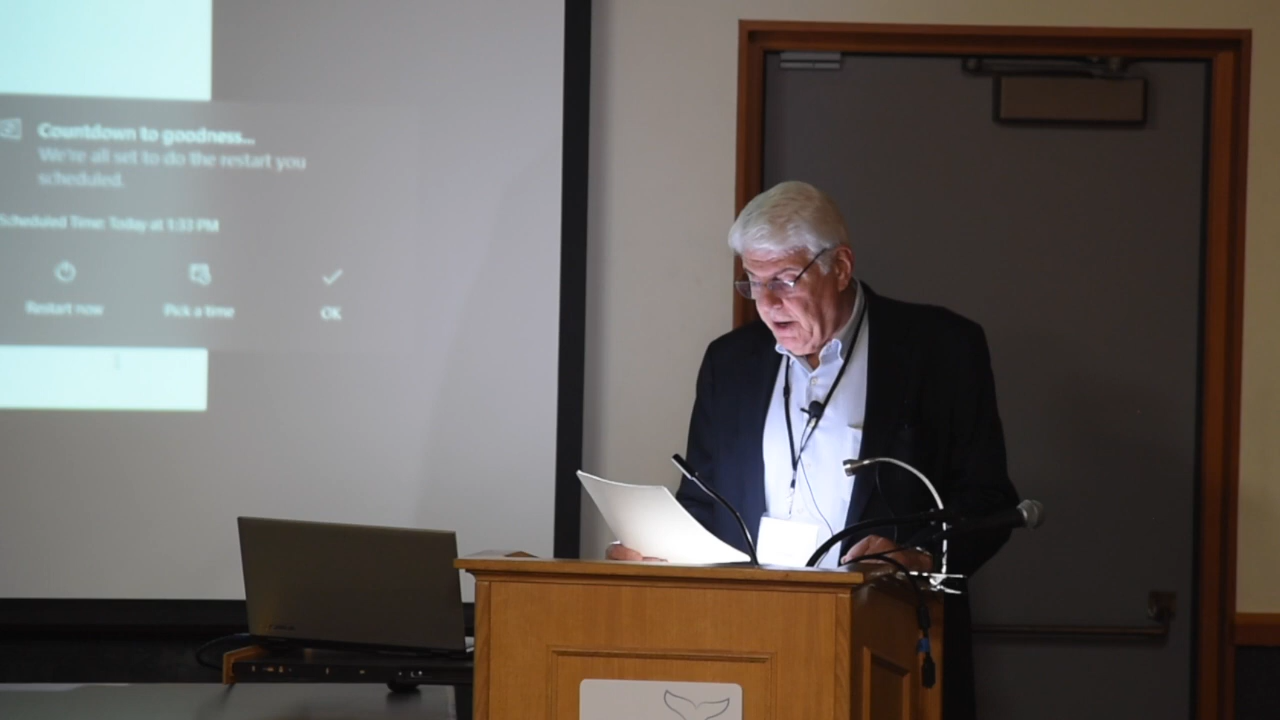 Countdown to goodness...
We're all set to do the restart you
scheduled.
Scheduled Time: Today at 1:33 PM
Restart now
Pick a time
OK